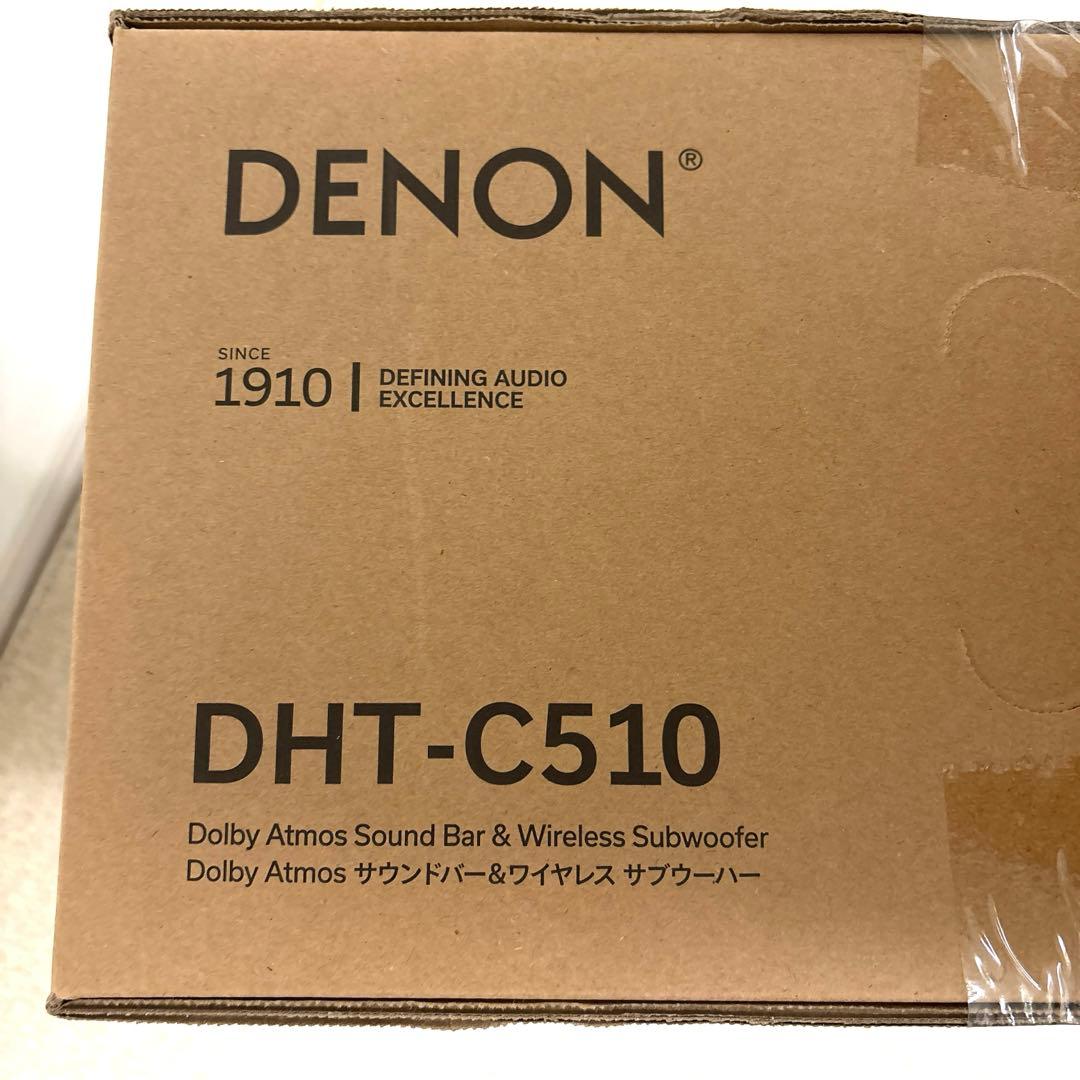 DENON®
SINCE
1910 | DEFINING AUDIO
EXCELLENCE
DHT-C510
Dolby Atmos Sound Bar & Wireless Subwoofer
Dolby Atmos サウンドバー&ワイヤレス サブウーハー